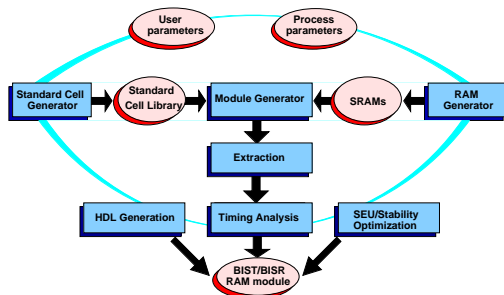 User
parameters
Process
parameters
Standard Cell
Generator
Standard
Cell Library
Module Generator
SRAMs
RAM
Generator
Extraction
HDL Generation
Timing Analysis
SEU/Stability
Optimization
BIST/BISR
RAM module